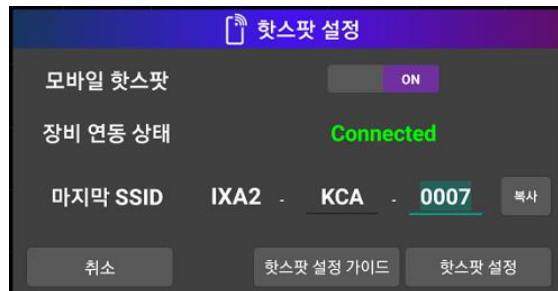 핫스팟 설정
모바일 핫스팟 ON
장비 연동 상태 Connected
마지막 SSID IXA2 - KCA - 0007 복사
취소 핫스팟 설정 가이드 핫스팟 설정